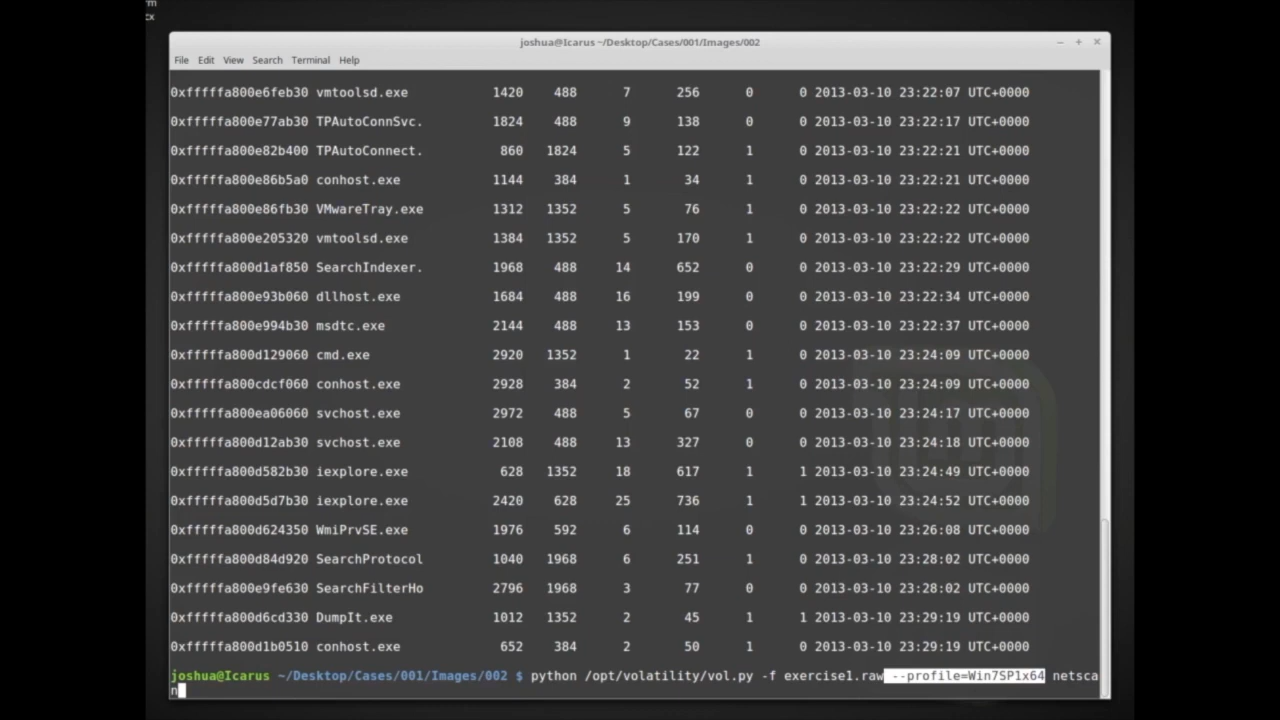 rm
cx
joshua@Icarus ~/Desktop/Cases/001/Images/002
File Edit View Search Terminal Help
0xfffffa800e6feb30 vmtoolsd.exe 1420 488 7 256 0 0 2013-03-10 23:22:07 UTC+0000
0xfffffa800e77ab30 TPAutoConnSvc. 1824 488 9 138 0 0 2013-03-10 23:22:17 UTC+0000
0xfffffa800e82b400 TPAutoConnect. 860 1824 5 122 1 0 2013-03-10 23:22:21 UTC+0000
0xfffffa800e86b5a0 conhost.exe 1144 384 1 34 1 0 2013-03-10 23:22:21 UTC+0000
0xfffffa800e86fb30 VMwareTray.exe 1312 1352 5 76 1 0 2013-03-10 23:22:22 UTC+0000
0xfffffa800e205320 vmtoolsd.exe 1384 1352 5 170 1 0 2013-03-10 23:22:22 UTC+0000
0xfffffa800d1af850 SearchIndexer. 1968 488 14 652 0 0 2013-03-10 23:22:29 UTC+0000
0xfffffa800e93b060 dllhost.exe 1684 488 16 199 0 0 2013-03-10 23:22:34 UTC+0000
0xfffffa800e994b30 msdtc.exe 2144 488 13 153 0 0 2013-03-10 23:22:37 UTC+0000
0xfffffa800d129060 cmd.exe 2920 1352 1 22 1 0 2013-03-10 23:24:09 UTC+0000
0xfffffa800cdcf060 conhost.exe 2928 384 2 52 1 0 2013-03-10 23:24:09 UTC+0000
0xfffffa800ea06060 svchost.exe 2972 488 5 67 0 0 2013-03-10 23:24:17 UTC+0000
0xfffffa800d12ab30 svchost.exe 2108 488 13 327 0 0 2013-03-10 23:24:18 UTC+0000
0xfffffa800d582b30 iexplore.exe 628 1352 18 617 1 1 2013-03-10 23:24:49 UTC+0000
0xfffffa800d5d7b30 iexplore.exe 2420 628 25 736 1 1 2013-03-10 23:24:52 UTC+0000
0xfffffa800d624350 WmiPrvSE.exe 1976 592 6 114 0 0 2013-03-10 23:26:08 UTC+0000
0xfffffa800d84d920 SearchProtocol 1040 1968 6 251 1 0 2013-03-10 23:28:02 UTC+0000
0xfffffa800e9fe630 SearchFilterHo 2796 1968 3 77 0 0 2013-03-10 23:28:02 UTC+0000
0xfffffa800d6cd330 DumpIt.exe 1012 1352 2 45 1 1 2013-03-10 23:29:19 UTC+0000
0xfffffa800d1b0510 conhost.exe 652 384 2 50 1 0 2013-03-10 23:29:19 UTC+0000
joshua@Icarus ~/Desktop/Cases/001/Images/002 $ python /opt/volatility/vol.py -f exercise1.raw --profile=Win7SP1x64 netsca
n